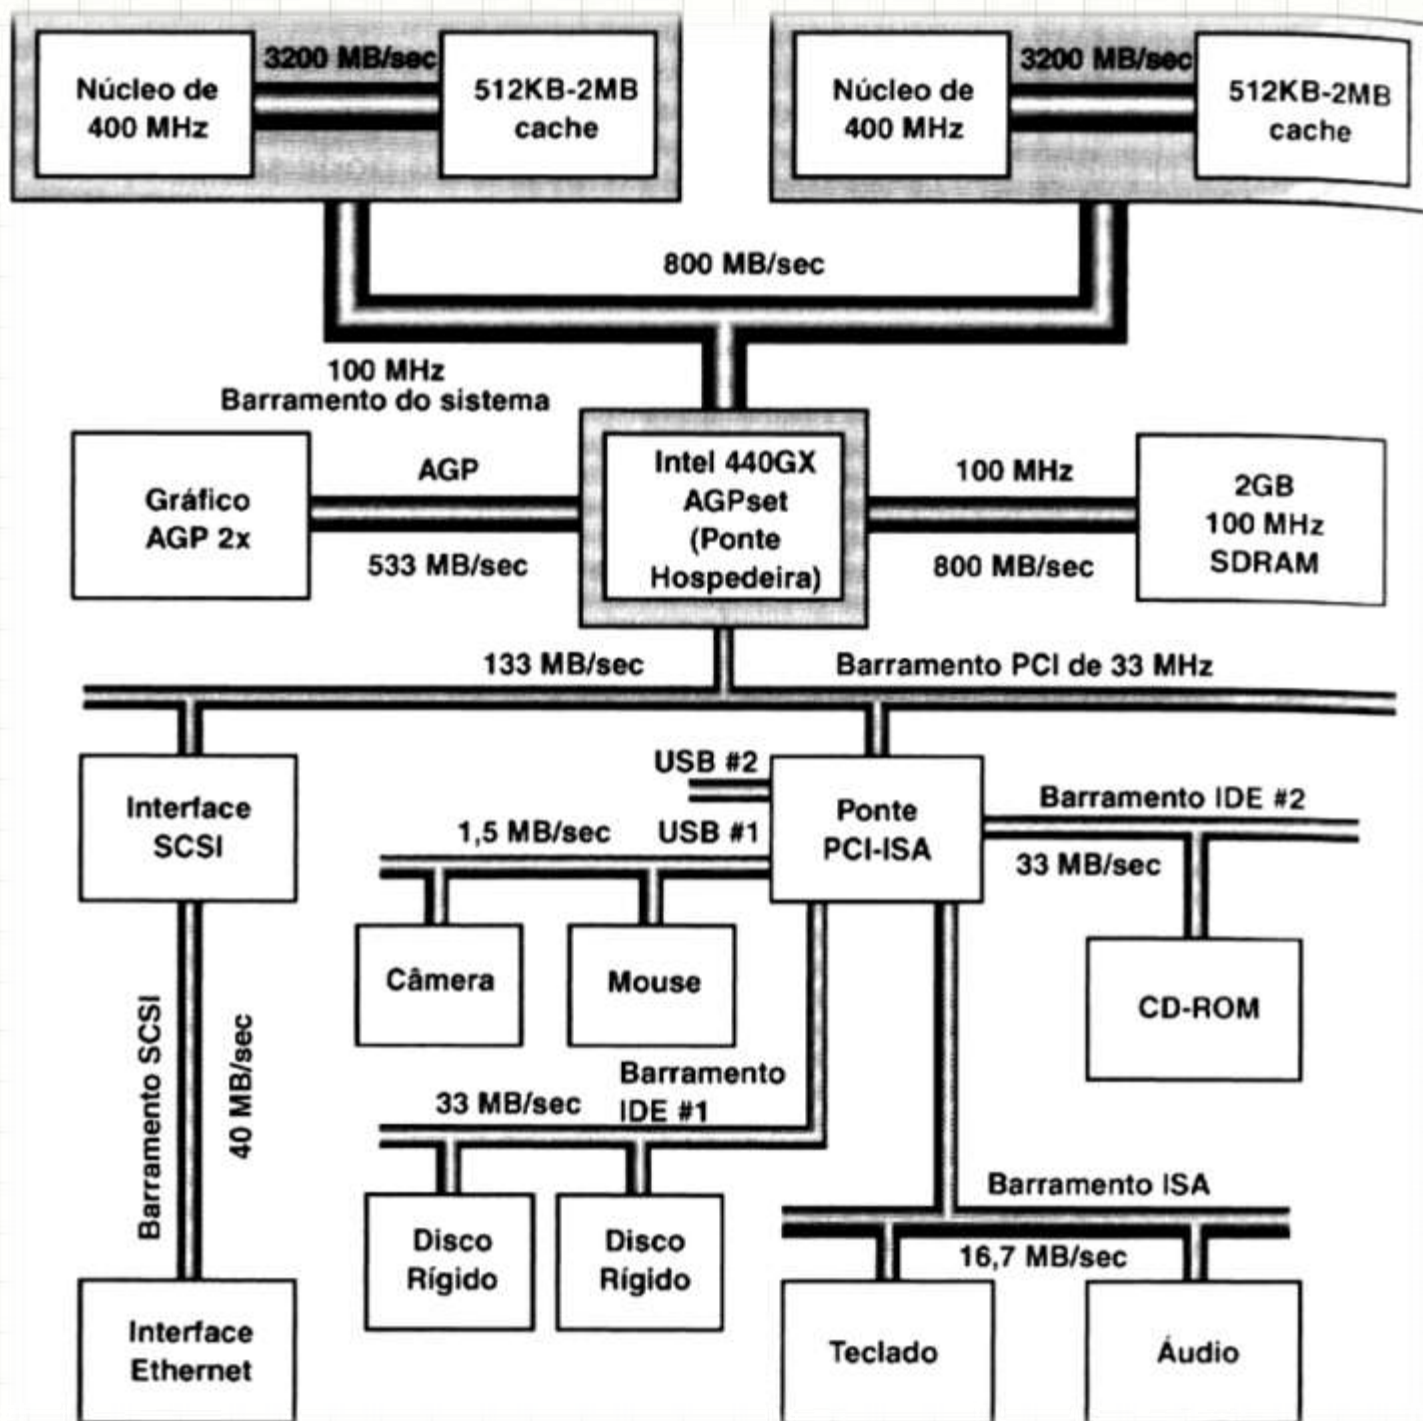 3200 MB/sec
Núcleo de
400 MHz
512KB-2MB
cache
3200 MB/sec
Núcleo de
400 MHz
512KB-2MB
cache
800 MB/sec
100 MHz
Barramento do sistema
Gráfico
AGP 2x
AGP
533 MB/sec
Intel 440GX
AGPset
(Ponte
Hospedeira)
100 MHz
800 MB/sec
2GB
100 MHz
SDRAM
133 MB/sec
Barramento PCI de 33 MHz
Interface
SCSI
USB #2
1,5 MB/sec
USB #1
Ponte
PCI-ISA
Barramento IDE #2
33 MB/sec
Câmera
Mouse
CD-ROM
Barramento SCSI
40 MB/sec
33 MB/sec
Barramento
IDE #1
Disco
Rígido
Disco
Rígido
Barramento ISA
16,7 MB/sec
Interface
Ethernet
Teclado
Áudio